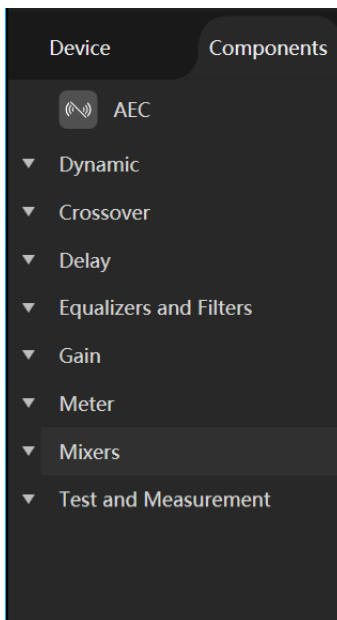 Device Components
AEC
Dynamic
Crossover
Delay
Equalizers and Filters
Gain
Meter
Mixers
Test and Measurement